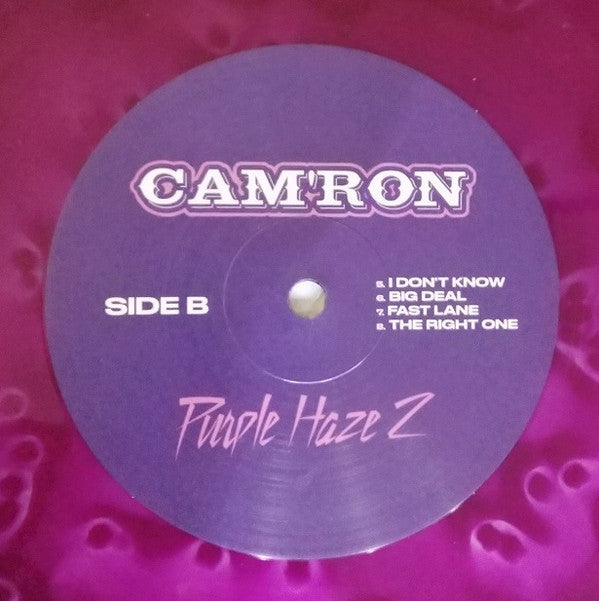 CAM'RON
SIDE B
5. I DON'T KNOW
6. BIG DEAL
7. FAST LANE
8. THE RIGHT ONE
Purple Haze 2